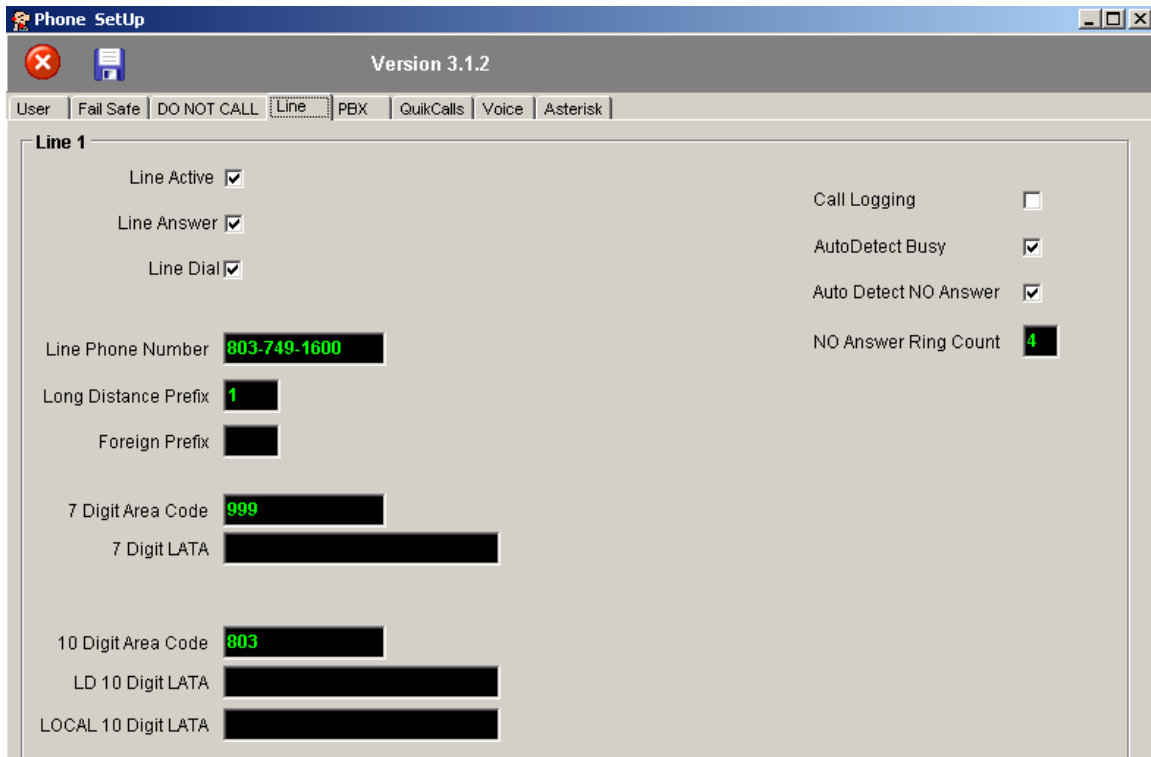 Phone SetUp
Version 3.1.2
User Fail Safe DO NOT CALL Line PBX QuikCalls Voice Asterisk
Line 1
Line Active
Line Answer
Line Dial
Line Phone Number 803-749-1600
Long Distance Prefix 1
Foreign Prefix
7 Digit Area Code 999
7 Digit LATA
10 Digit Area Code 803
LD 10 Digit LATA
LOCAL 10 Digit LATA
Call Logging
AutoDetect Busy
Auto Detect NO Answer
NO Answer Ring Count 4